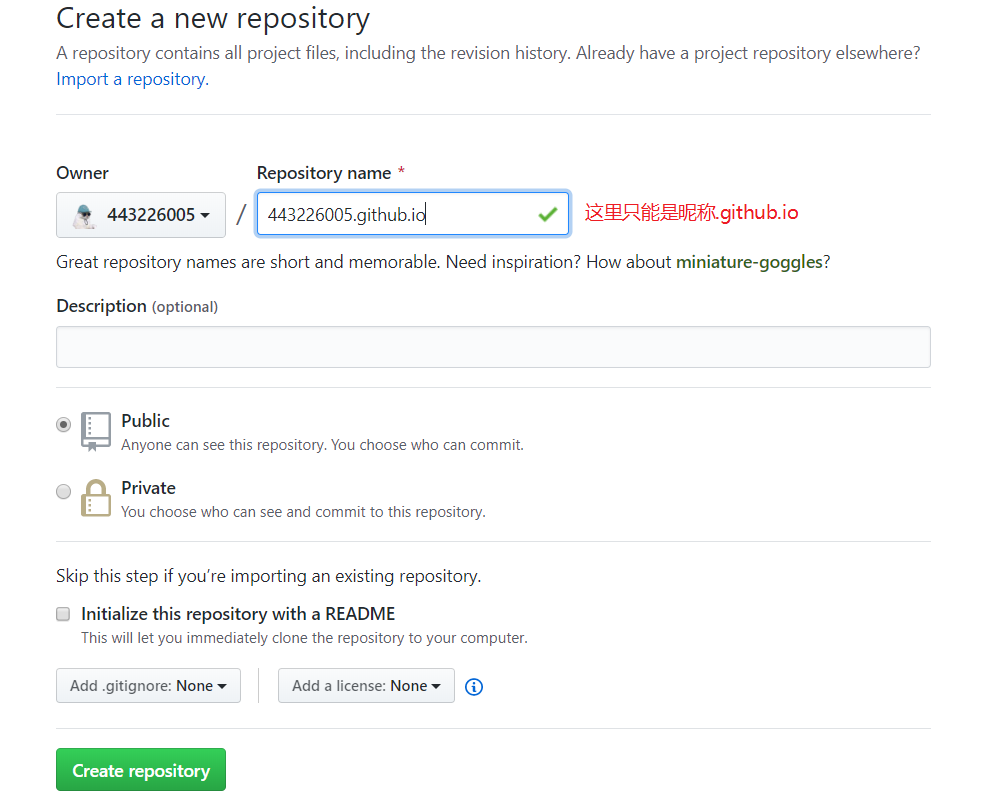 Create a new repository
A repository contains all project files, including the revision history. Already have a project repository elsewhere?
Import a repository.
Owner
Repository name *
443226005 / 443226005.github.io 这里只能是昵称.github.io
Great repository names are short and memorable. Need inspiration? How about miniature-goggles?
Description (optional)
Public
Anyone can see this repository. You choose who can commit.
Private
You choose who can see and commit to this repository.
Skip this step if you’re importing an existing repository.
Initialize this repository with a README
This will let you immediately clone the repository to your computer.
Add .gitignore: None Add a license: None
Create repository